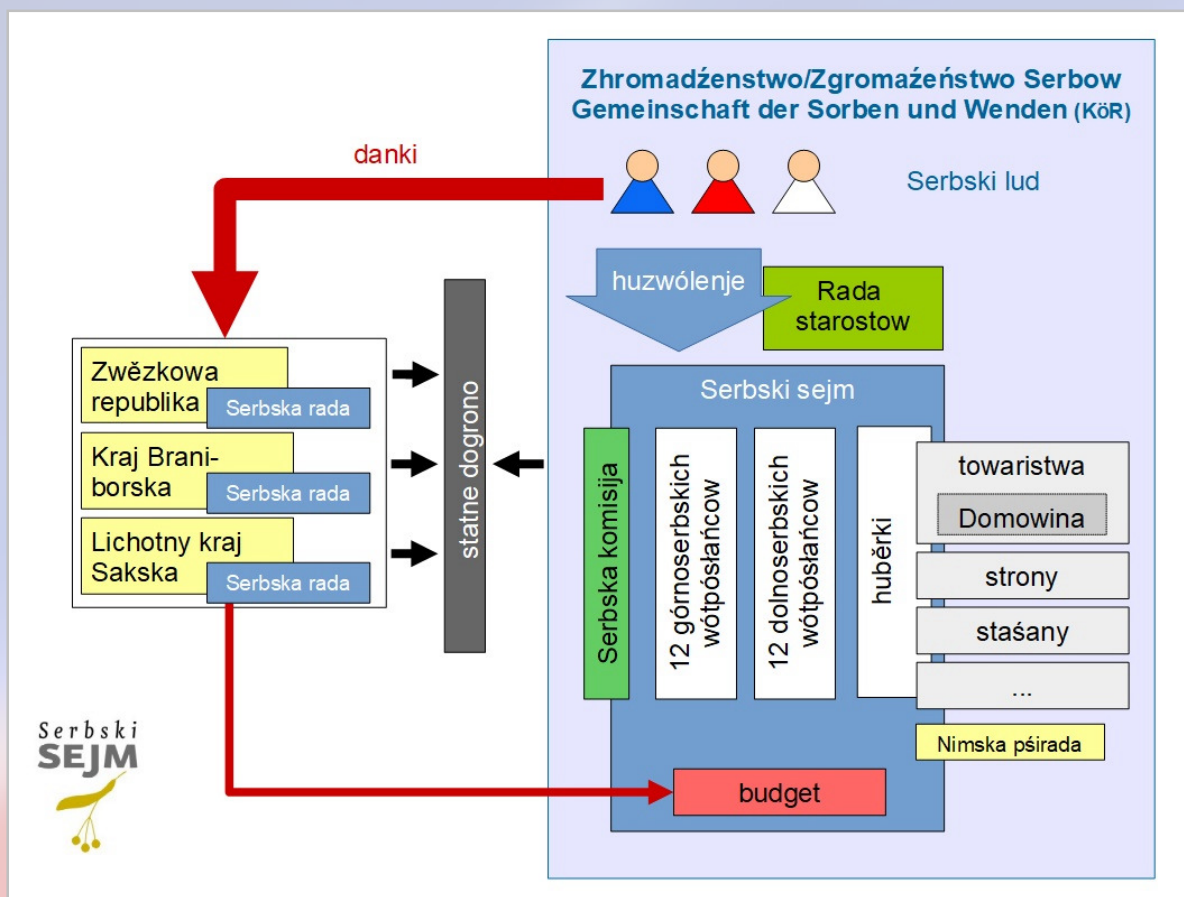 Zhromadźenstwo/Zgromaźeństwo Serbow
Gemeinschaft der Sorben und Wenden (KöR)
danki
Serbski lud
huzwólenje
Rada
starostow
Zwězkowa
republika
Serbska rada
Kraj Brani-
borska
Serbska rada
Lichotny kraj
Sakska
Serbska rada
statne dogrono
Serbski sejm
Serbska komisija
12 górnoserbskich
wótpósłańcow
12 dolnoserbskich
wótpósłańcow
huběrki
towaristwa
Domowina
strony
staśany
...
Nimska pśirada
budget
Serbski
SEJM